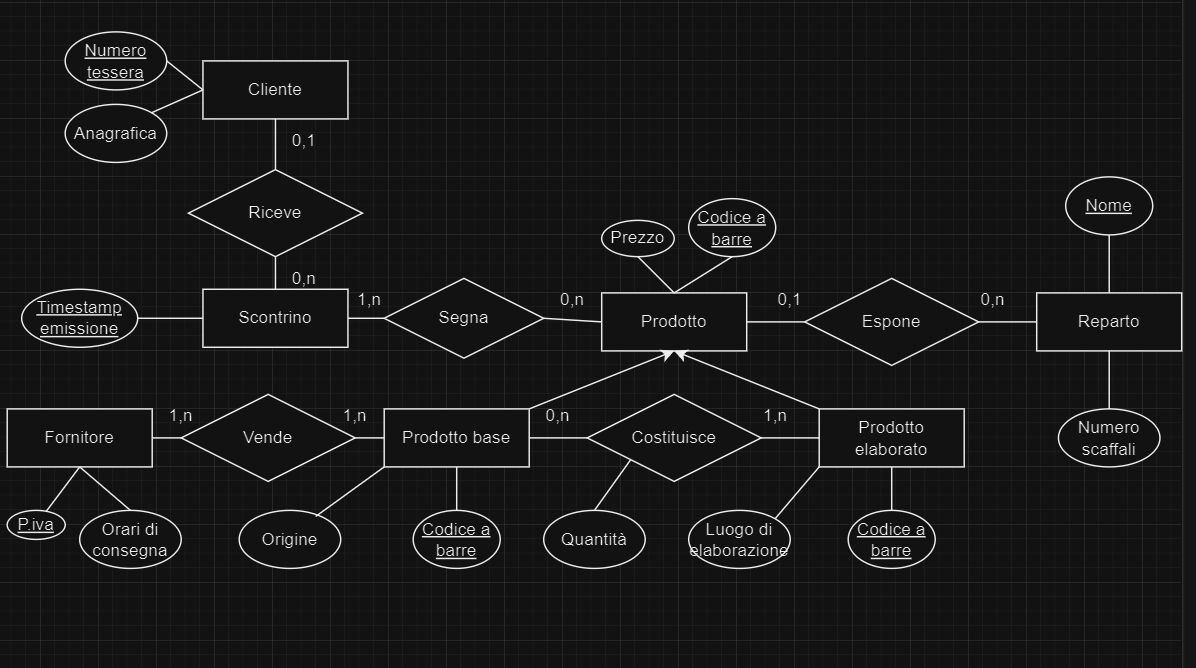 Numero
tessera
Cliente
Anagrafica
0,1
Riceve
0,n
Nome
Codice a
barre
Prezzo
Timestamp
emissione
Scontrino
1,n
Segna
0,n
Prodotto
0,1
Espone
0,n
Reparto
Fornitore
1,n
Vende
1,n
Prodotto base
0,n
Costituisce
1,n
Prodotto
elaborato
Numero
scaffali
P.iva
Orari di
consegna
Origine
Codice a
barre
Quantità
Luogo di
elaborazione
Codice a
barre